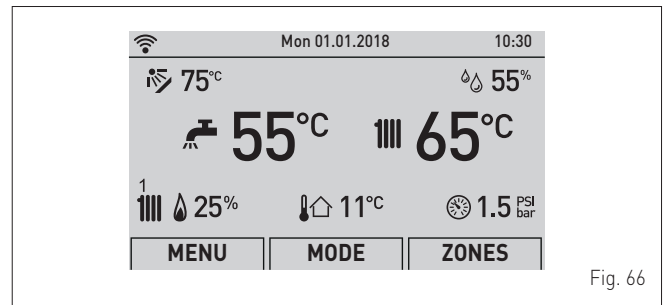 Mon 01.01.2018 10:30
75°C 55%
55°C 65°C
1
25% 11°C 1.5 PSI bar
MENU MODE ZONES
Fig. 66